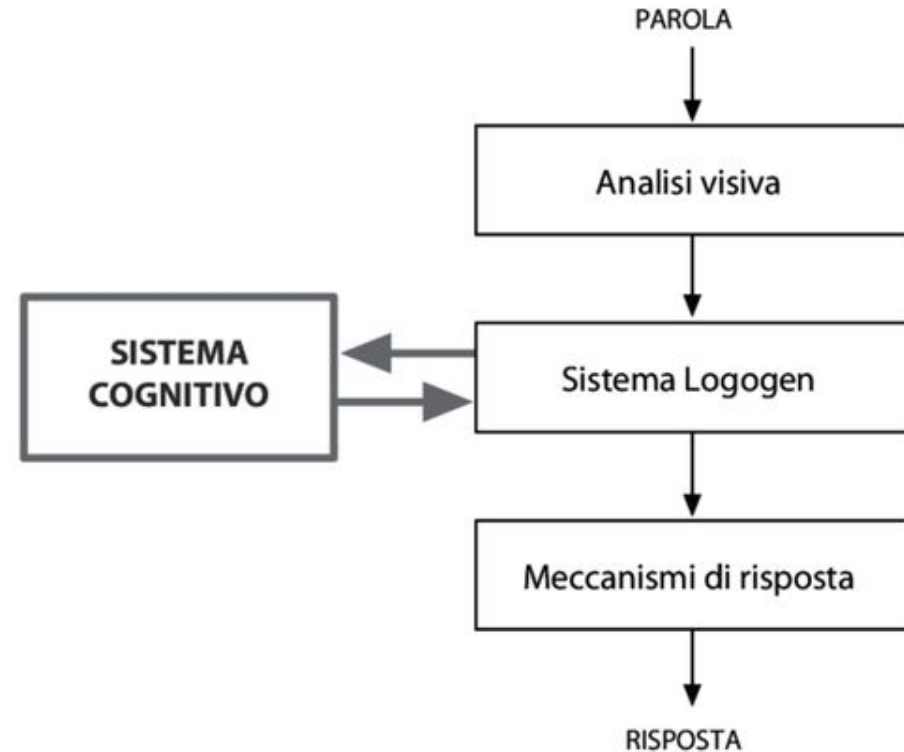 PAROLA
Analisi visiva
SISTEMA
COGNITIVO
Sistema Logogen
Meccanismi di risposta
RISPOSTA